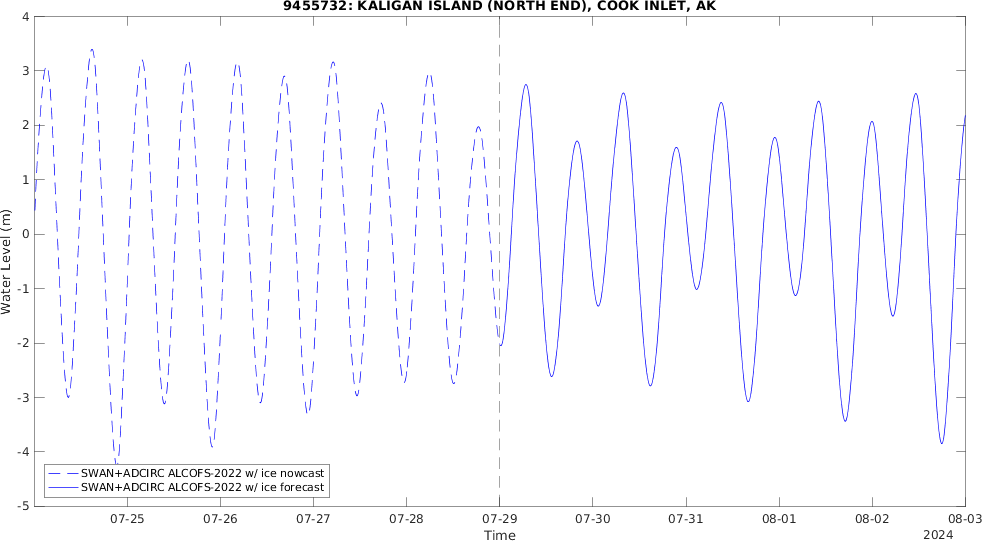 9455732: KALIGAN ISLAND (NORTH END), COOK INLET, AK
4
3
2
1
0
-1
-2
-3
-4
-5
Water Level (m)
SWAN+ADCIRC ALCOFS-2022 w/ ice nowcast
SWAN+ADCIRC ALCOFS-2022 w/ ice forecast
07-25 07-26 07-27 07-28 07-29 07-30 07-31 08-01 08-02 08-03
Time
2024